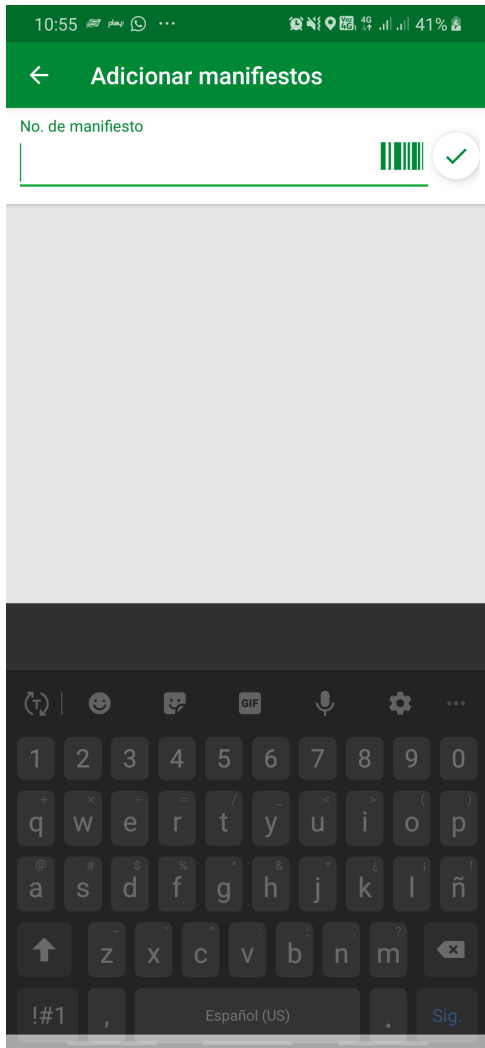 10:55 ··· 41%
Adicionar manifiestos
No. de manifiesto
GIF
1 2 3 4 5 6 7 8 9 0
+ × ÷ = / _ < > ( )
q w e r t y u i o p
@ # $ % ^ & * ¿ ¡ !
a s d f g h j k l ñ
- ' " : ; , ?
z x c v b n m
!#1 , Español (US) . Sig.